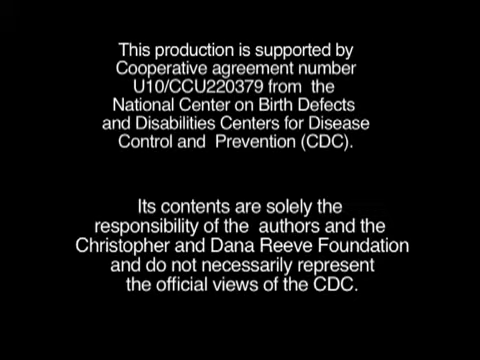 This production is supported by
Cooperative agreement number
U10/CCU220379 from the
National Center on Birth Defects
and Disabilities Centers for Disease
Control and Prevention (CDC).
Its contents are solely the
responsibility of the authors and the
Christopher and Dana Reeve Foundation
and do not necessarily represent
the official views of the CDC.